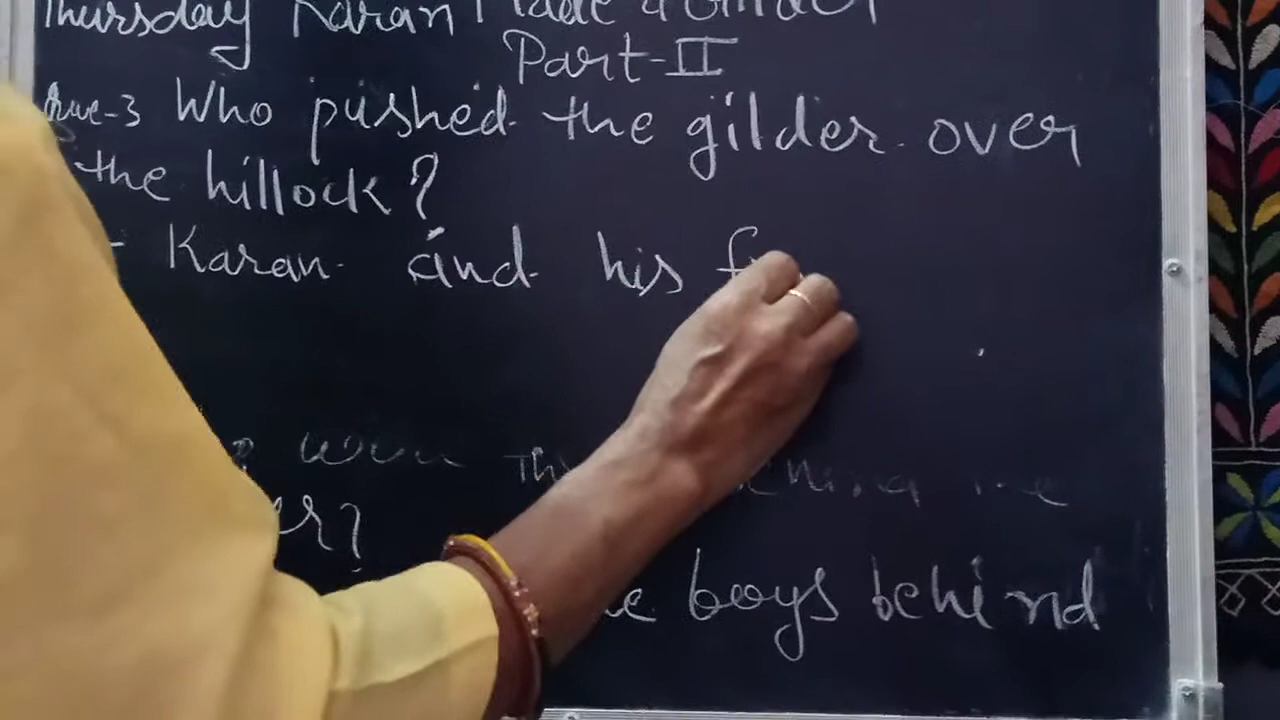 Thursday Karan Made a Glider
Part-II
Que-3 Who pushed the gilder over
the hillock?
- Karan and his
boys behind